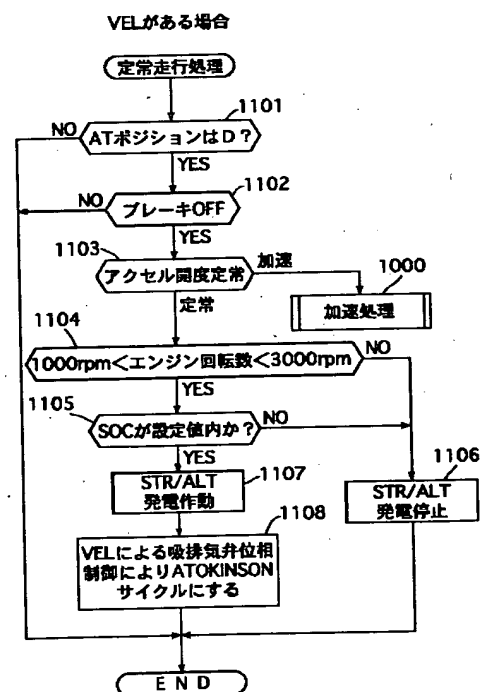 VELがある場合
定常走行処理
1101
NO
ATポジションはD?
YES
1102
NO
ブレーキOFF
YES
1103
アクセル開度定常
加速
1000
加速処理
定常
1104
1000rpm<エンジン回転数<3000rpm
NO
YES
1105
SOCが設定値内か?
NO
YES
1107
STR/ALT
発電作動
1106
STR/ALT
発電停止
1108
VELによる吸排気弁位相
制御によりATOKINSON
サイクルにする
END